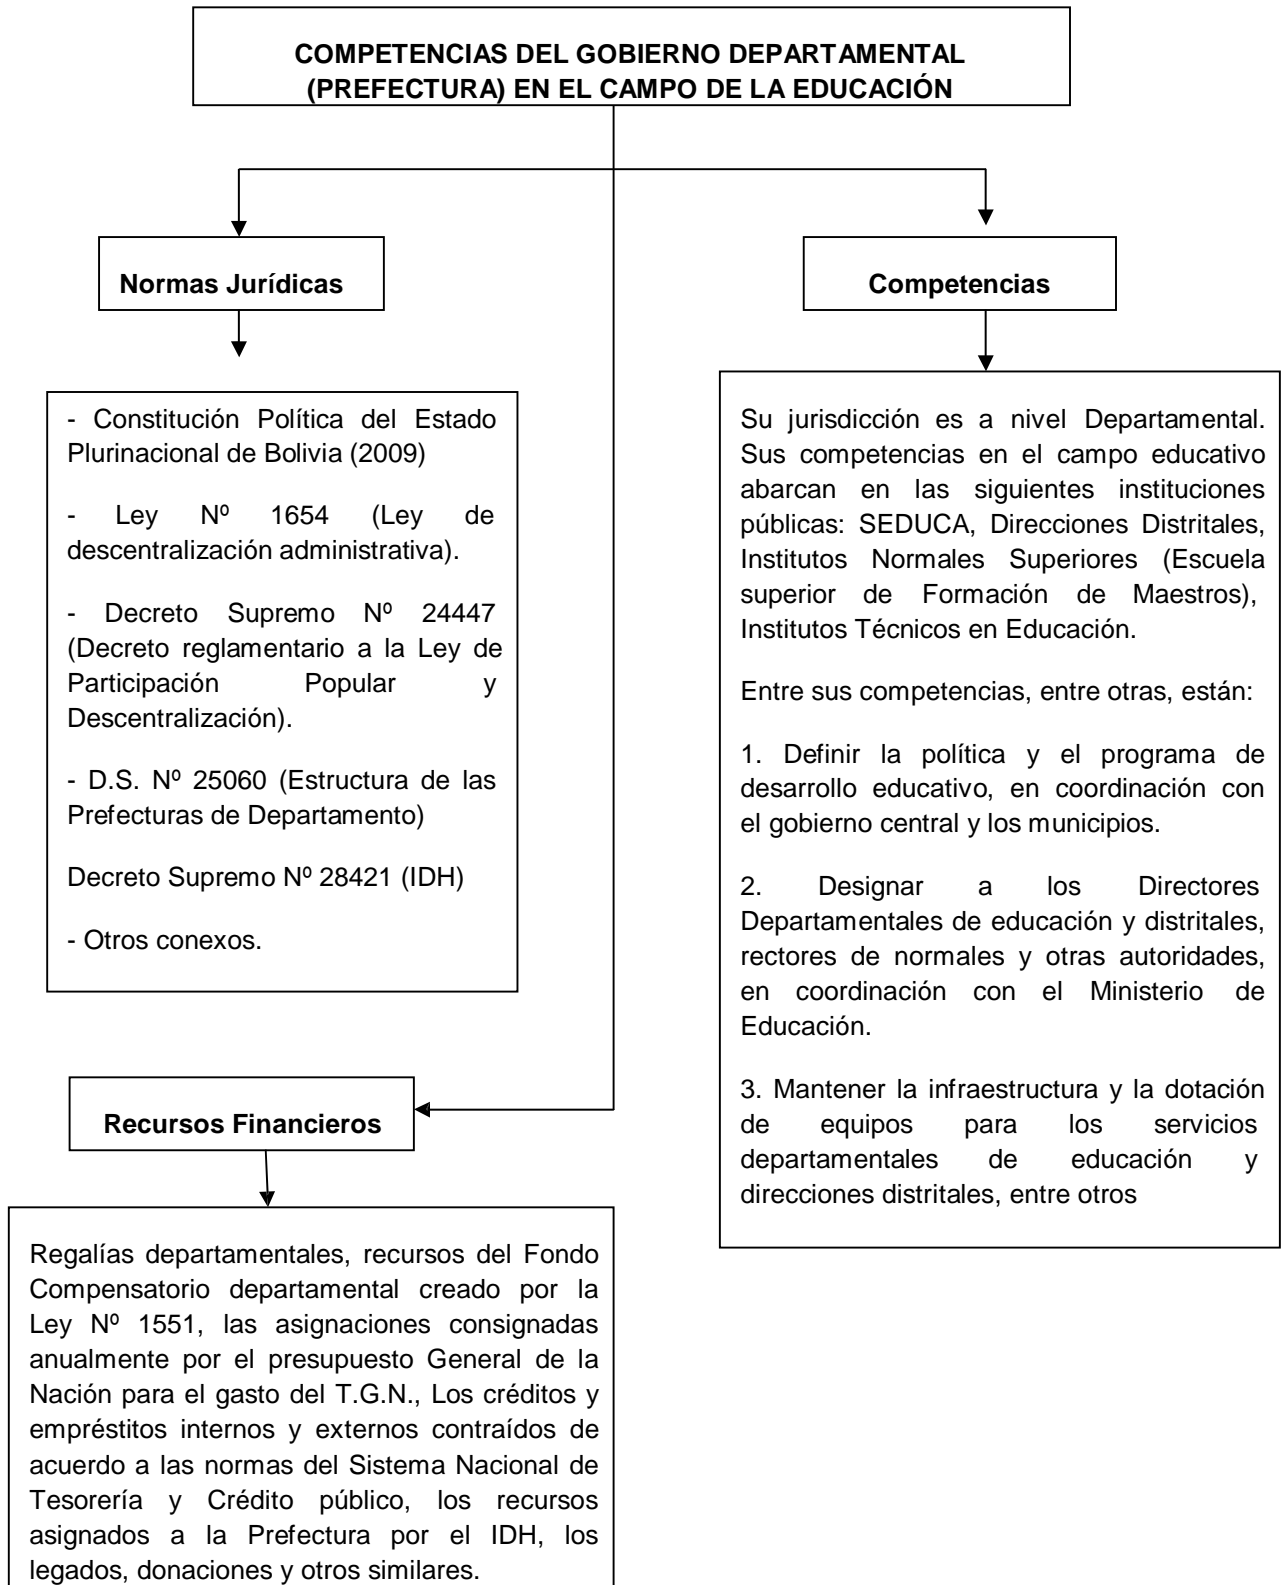 COMPETENCIAS DEL GOBIERNO DEPARTAMENTAL
(PREFECTURA) EN EL CAMPO DE LA EDUCACIÓN
Normas Jurídicas
- Constitución Política del Estado
Plurinacional de Bolivia (2009)
- Ley Nº 1654 (Ley de
descentralización administrativa).
- Decreto Supremo Nº 24447
(Decreto reglamentario a la Ley de
Participación Popular y
Descentralización).
- D.S. Nº 25060 (Estructura de las
Prefecturas de Departamento)
Decreto Supremo Nº 28421 (IDH)
- Otros conexos.
Competencias
Su jurisdicción es a nivel Departamental.
Sus competencias en el campo educativo
abarcan en las siguientes instituciones
públicas: SEDUCA, Direcciones Distritales,
Institutos Normales Superiores (Escuela
superior de Formación de Maestros),
Institutos Técnicos en Educación.
Entre sus competencias, entre otras, están:
1. Definir la política y el programa de
desarrollo educativo, en coordinación con
el gobierno central y los municipios.
2. Designar a los Directores
Departamentales de educación y distritales,
rectores de normales y otras autoridades,
en coordinación con el Ministerio de
Educación.
3. Mantener la infraestructura y la dotación
de equipos para los servicios
departamentales de educación y
direcciones distritales, entre otros
Recursos Financieros
Regalías departamentales, recursos del Fondo
Compensatorio departamental creado por la
Ley Nº 1551, las asignaciones consignadas
anualmente por el presupuesto General de la
Nación para el gasto del T.G.N., Los créditos y
empréstitos internos y externos contraídos de
acuerdo a las normas del Sistema Nacional de
Tesorería y Crédito público, los recursos
asignados a la Prefectura por el IDH, los
legados, donaciones y otros similares.